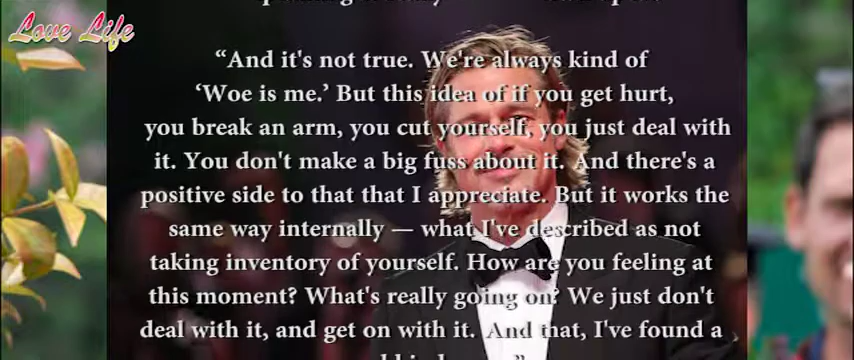 Love Life
“And it's not true. We're always kind of
‘Woe is me.’ But this idea of if you get hurt,
you break an arm, you cut yourself, you just deal with
it. You don't make a big fuss about it. And there's a
positive side to that that I appreciate. But it works the
same way internally — what I've described as not
taking inventory of yourself. How are you feeling at
this moment? What's really going on? We just don't
deal with it, and get on with it. And that, I've found a